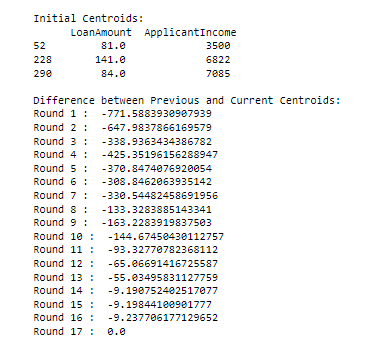 Initial Centroids:
LoanAmount ApplicantIncome
52 81.0 3500
228 141.0 6822
290 84.0 7085
Difference between Previous and Current Centroids:
Round 1 : -771.5883930907939
Round 2 : -647.9837866169579
Round 3 : -338.9363434386782
Round 4 : -425.35196156288947
Round 5 : -370.8474076920054
Round 6 : -308.8462063935142
Round 7 : -330.54482458691956
Round 8 : -133.3283885143341
Round 9 : -163.2283919837503
Round 10 : -144.67450430112757
Round 11 : -93.32770782368112
Round 12 : -65.06691416725587
Round 13 : -55.03495831127759
Round 14 : -9.190752402517077
Round 15 : -9.19844100901777
Round 16 : -9.237706177129652
Round 17 : 0.0